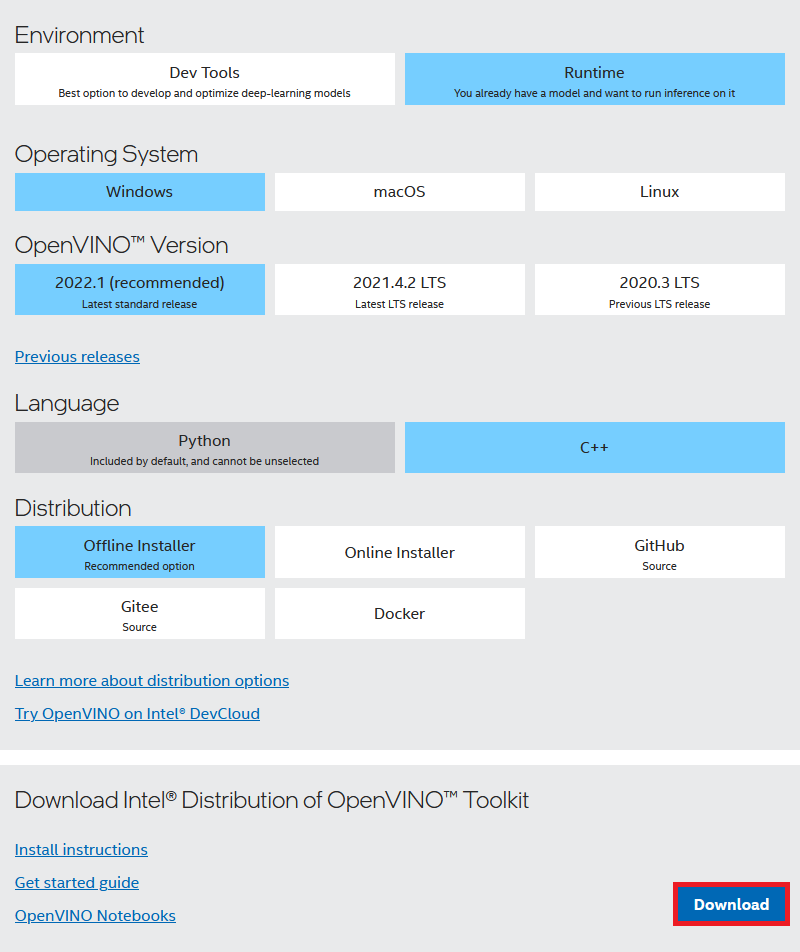 Environment
Dev Tools
Best option to develop and optimize deep-learning models
Runtime
You already have a model and want to run inference on it
Operating System
Windows
macOS
Linux
OpenVINO™ Version
2022.1 (recommended)
Latest standard release
2021.4.2 LTS
Latest LTS release
2020.3 LTS
Previous LTS release
Previous releases
Language
Python
Included by default, and cannot be unselected
C++
Distribution
Offline Installer
Recommended option
Online Installer
GitHub
Source
Gitee
Source
Docker
Learn more about distribution options
Try OpenVINO on Intel® DevCloud
Download Intel® Distribution of OpenVINO™ Toolkit
Install instructions
Get started guide
OpenVINO Notebooks
Download